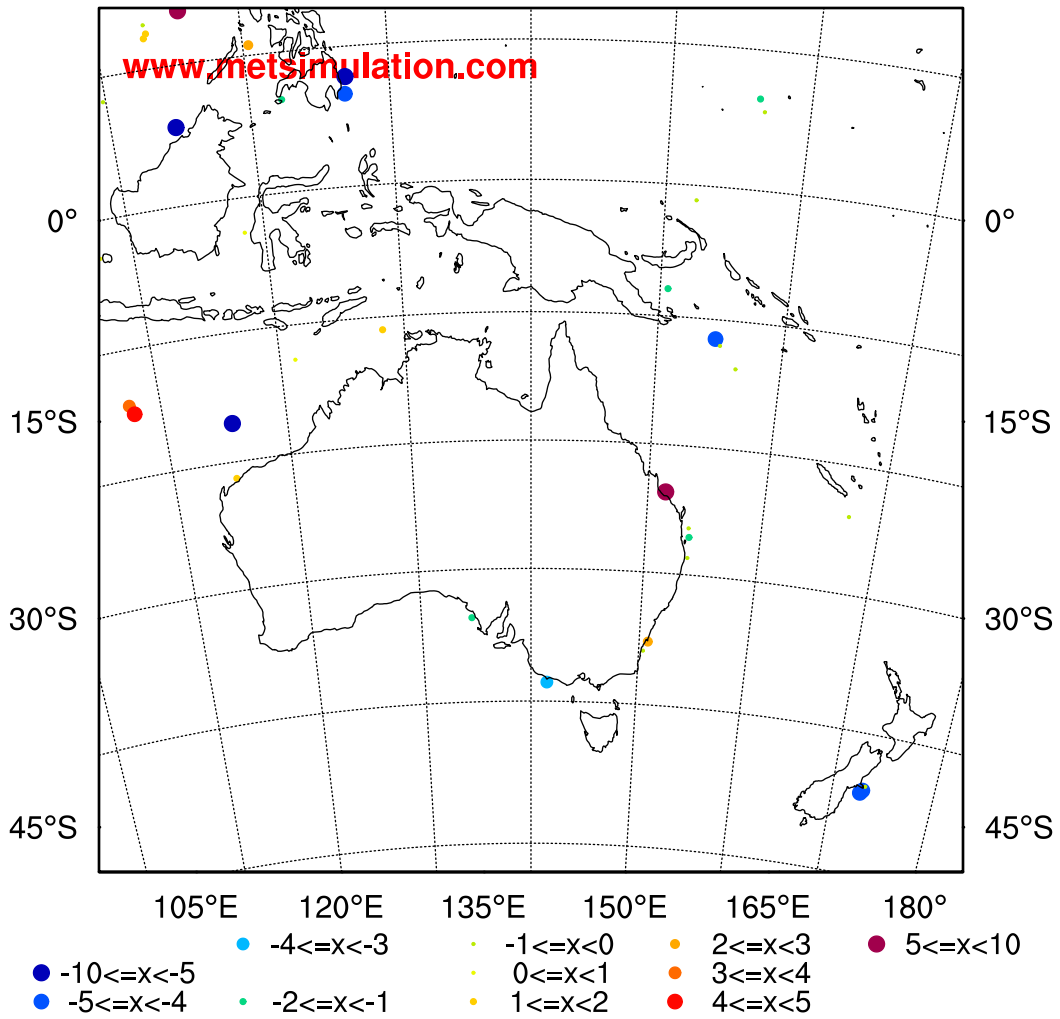 www.metsimulation.com
0° 0°
15°S 15°S
30°S 30°S
45°S 45°S
105°E 120°E 135°E 150°E 165°E 180°
-4<=x<-3 -1<=x<0 2<=x<3 5<=x<10
-10<=x<-5 0<=x<1 3<=x<4
-5<=x<-4 -2<=x<-1 1<=x<2 4<=x<5